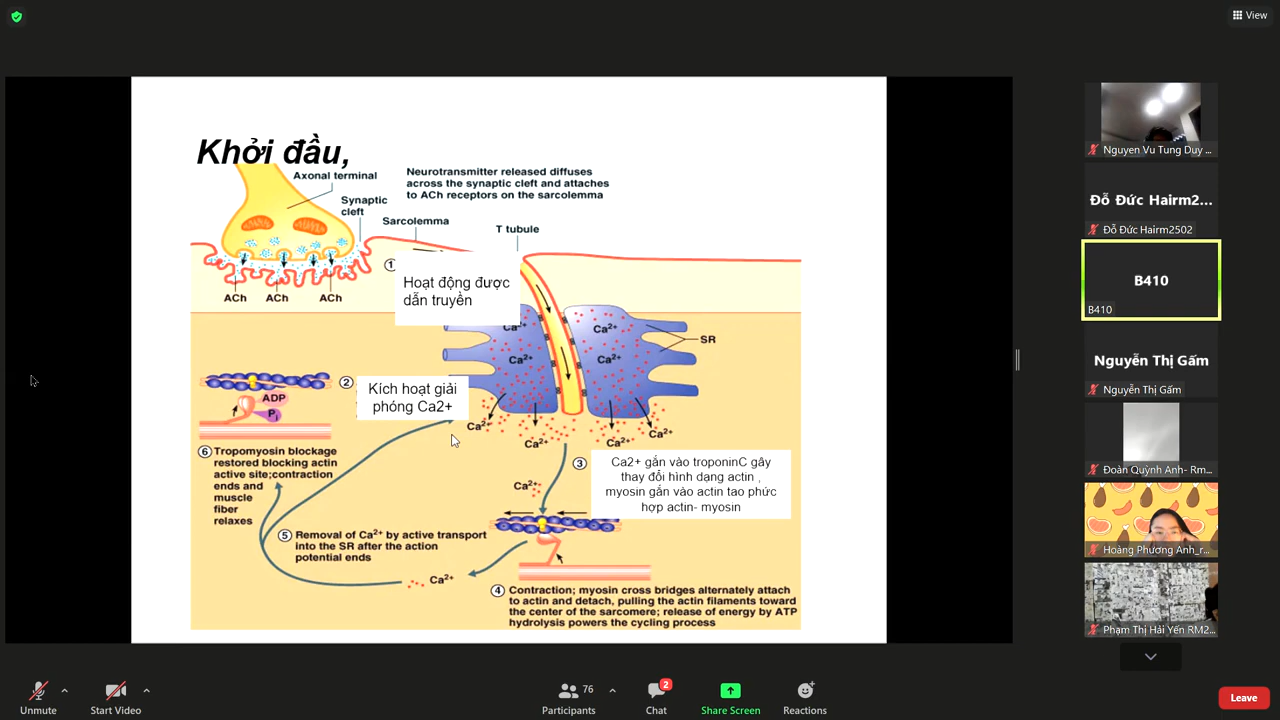 View
Khởi đầu,
Axonal terminal
Neurotransmitter released diffuses
across the synaptic cleft and attaches
to ACh receptors on the sarcolemma
Synaptic
cleft
Sarcolemma
T tubule
1
Hoạt động được
dẫn truyền
ACh
ACh
ACh
Ca2+
Ca2+
Ca2+
Ca2+
SR
2
Kích hoạt giải
phóng Ca2+
ADP
Pi
Ca2+
Ca2+
Ca2+
Ca2+
6 Tropomyosin blockage
restored blocking actin
active site;contraction
ends and
muscle
fiber
relaxes
3
Ca2+ gắn vào troponinC gây
thay đổi hình dạng actin ,
myosin gắn vào actin tao phức
hợp actin- myosin
Ca2+
5 Removal of Ca2+ by active transport
into the SR after the action
potential ends
Ca2+
4 Contraction; myosin cross bridges alternately attach
to actin and detach, pulling the actin filaments toward
the center of the sarcomere; release of energy by ATP
hydrolysis powers the cycling process
Nguyen Vu Tung Duy ...
Đỗ Đức Hairm2...
Đỗ Đức Hairm2502
B410
B410
Nguyễn Thị Gấm
Nguyễn Thị Gấm
Đoàn Quỳnh Anh- Rm...
Hoàng Phương Anh_r...
Phạm Thị Hải Yến RM2...
Unmute
Start Video
76
Participants
2
Chat
Share Screen
Reactions
Leave